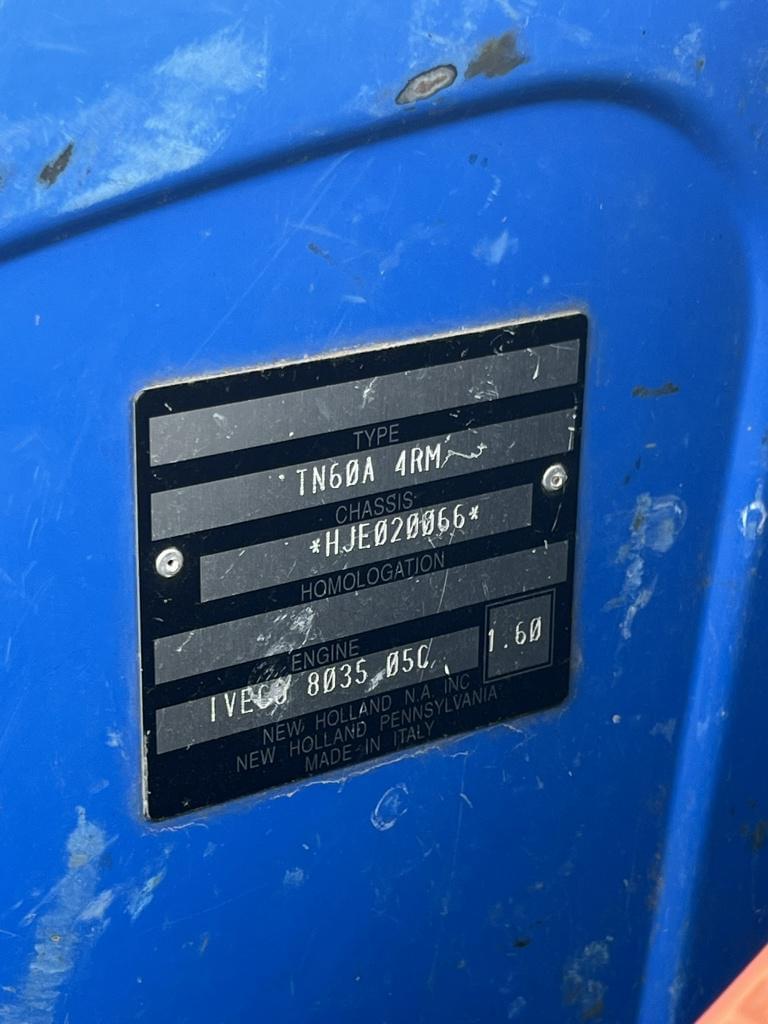 TYPE
TN60A 4RM
CHASSIS
*HJE020066*
HOMOLOGATION
ENGINE
1.60
IVECO 8035 05C
NEW HOLLAND N.A. INC
NEW HOLLAND PENNSYLVANIA
MADE IN ITALY